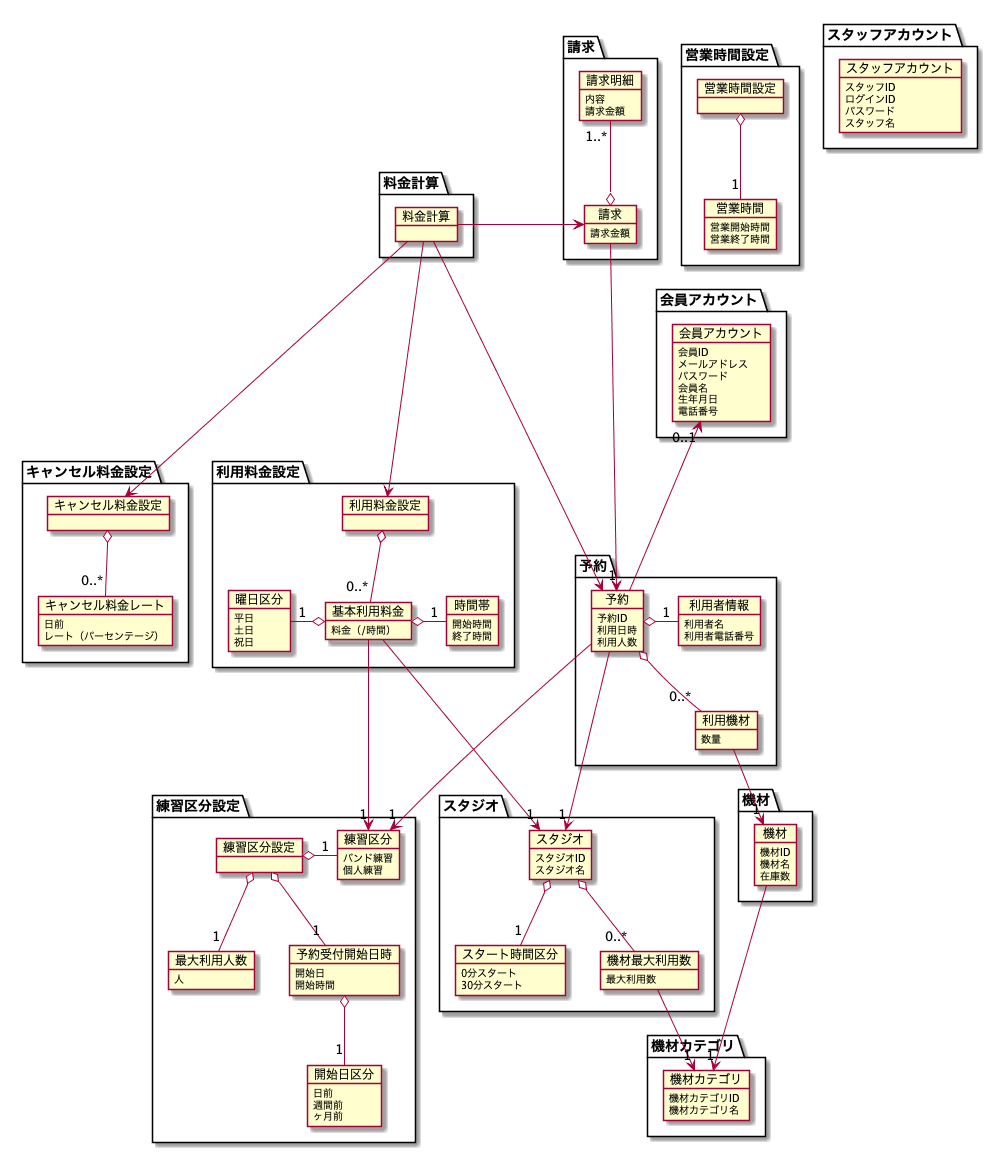 スタッフアカウント
スタッフアカウント
スタッフID
ログインID
パスワード
スタッフ名
請求
請求明細
内容
請求金額
1..*
請求
請求金額
営業時間設定
営業時間設定
1
営業時間
営業開始時間
営業終了時間
料金計算
料金計算
会員アカウント
会員アカウント
会員ID
メールアドレス
パスワード
会員名
生年月日
電話番号
0..1
キャンセル料金設定
キャンセル料金設定
0..*
キャンセル料金レート
日前
レート（パーセンテージ）
利用料金設定
利用料金設定
0..*
曜日区分
平日
土日
祝日
1
基本利用料金
料金（/時間）
1
時間帯
開始時間
終了時間
予約
1
予約
予約ID
利用日時
利用人数
1
利用者情報
利用者名
利用者電話番号
0..*
利用機材
数量
練習区分設定
練習区分設定
1
1
1
練習区分
バンド練習
個人練習
1
最大利用人数
人
1
予約受付開始日時
開始日
開始時間
1
開始日区分
日前
週間前
ヶ月前
スタジオ
1
1
スタジオ
スタジオID
スタジオ名
1
スタート時間区分
0分スタート
30分スタート
0..*
機材最大利用数
最大利用数
機材
1
機材
機材ID
機材名
在庫数
機材カテゴリ
1
1
機材カテゴリ
機材カテゴリID
機材カテゴリ名